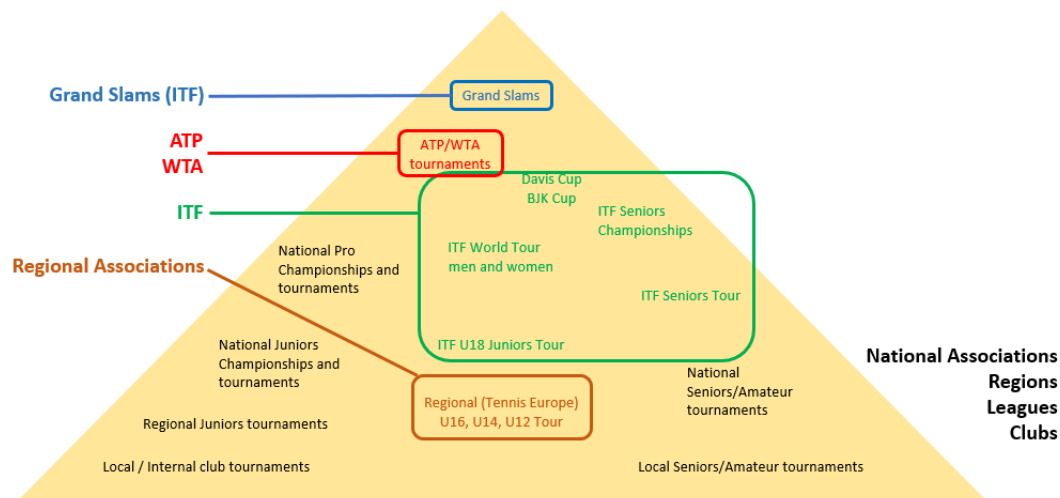 Grand Slams (ITF)
Grand Slams
ATP
WTA
ATP/WTA
tournaments
Davis Cup
BJK Cup
ITF
ITF Seniors
Championships
ITF World Tour
men and women
National Pro
Championships and
tournaments
Regional Associations
ITF Seniors Tour
ITF U18 Juniors Tour
National Juniors
Championships and
tournaments
National Associations
Regions
Leagues
Clubs
National
Seniors/Amateur
tournaments
Regional (Tennis Europe)
U16, U14, U12 Tour
Regional Juniors tournaments
Local / Internal club tournaments
Local Seniors/Amateur tournaments